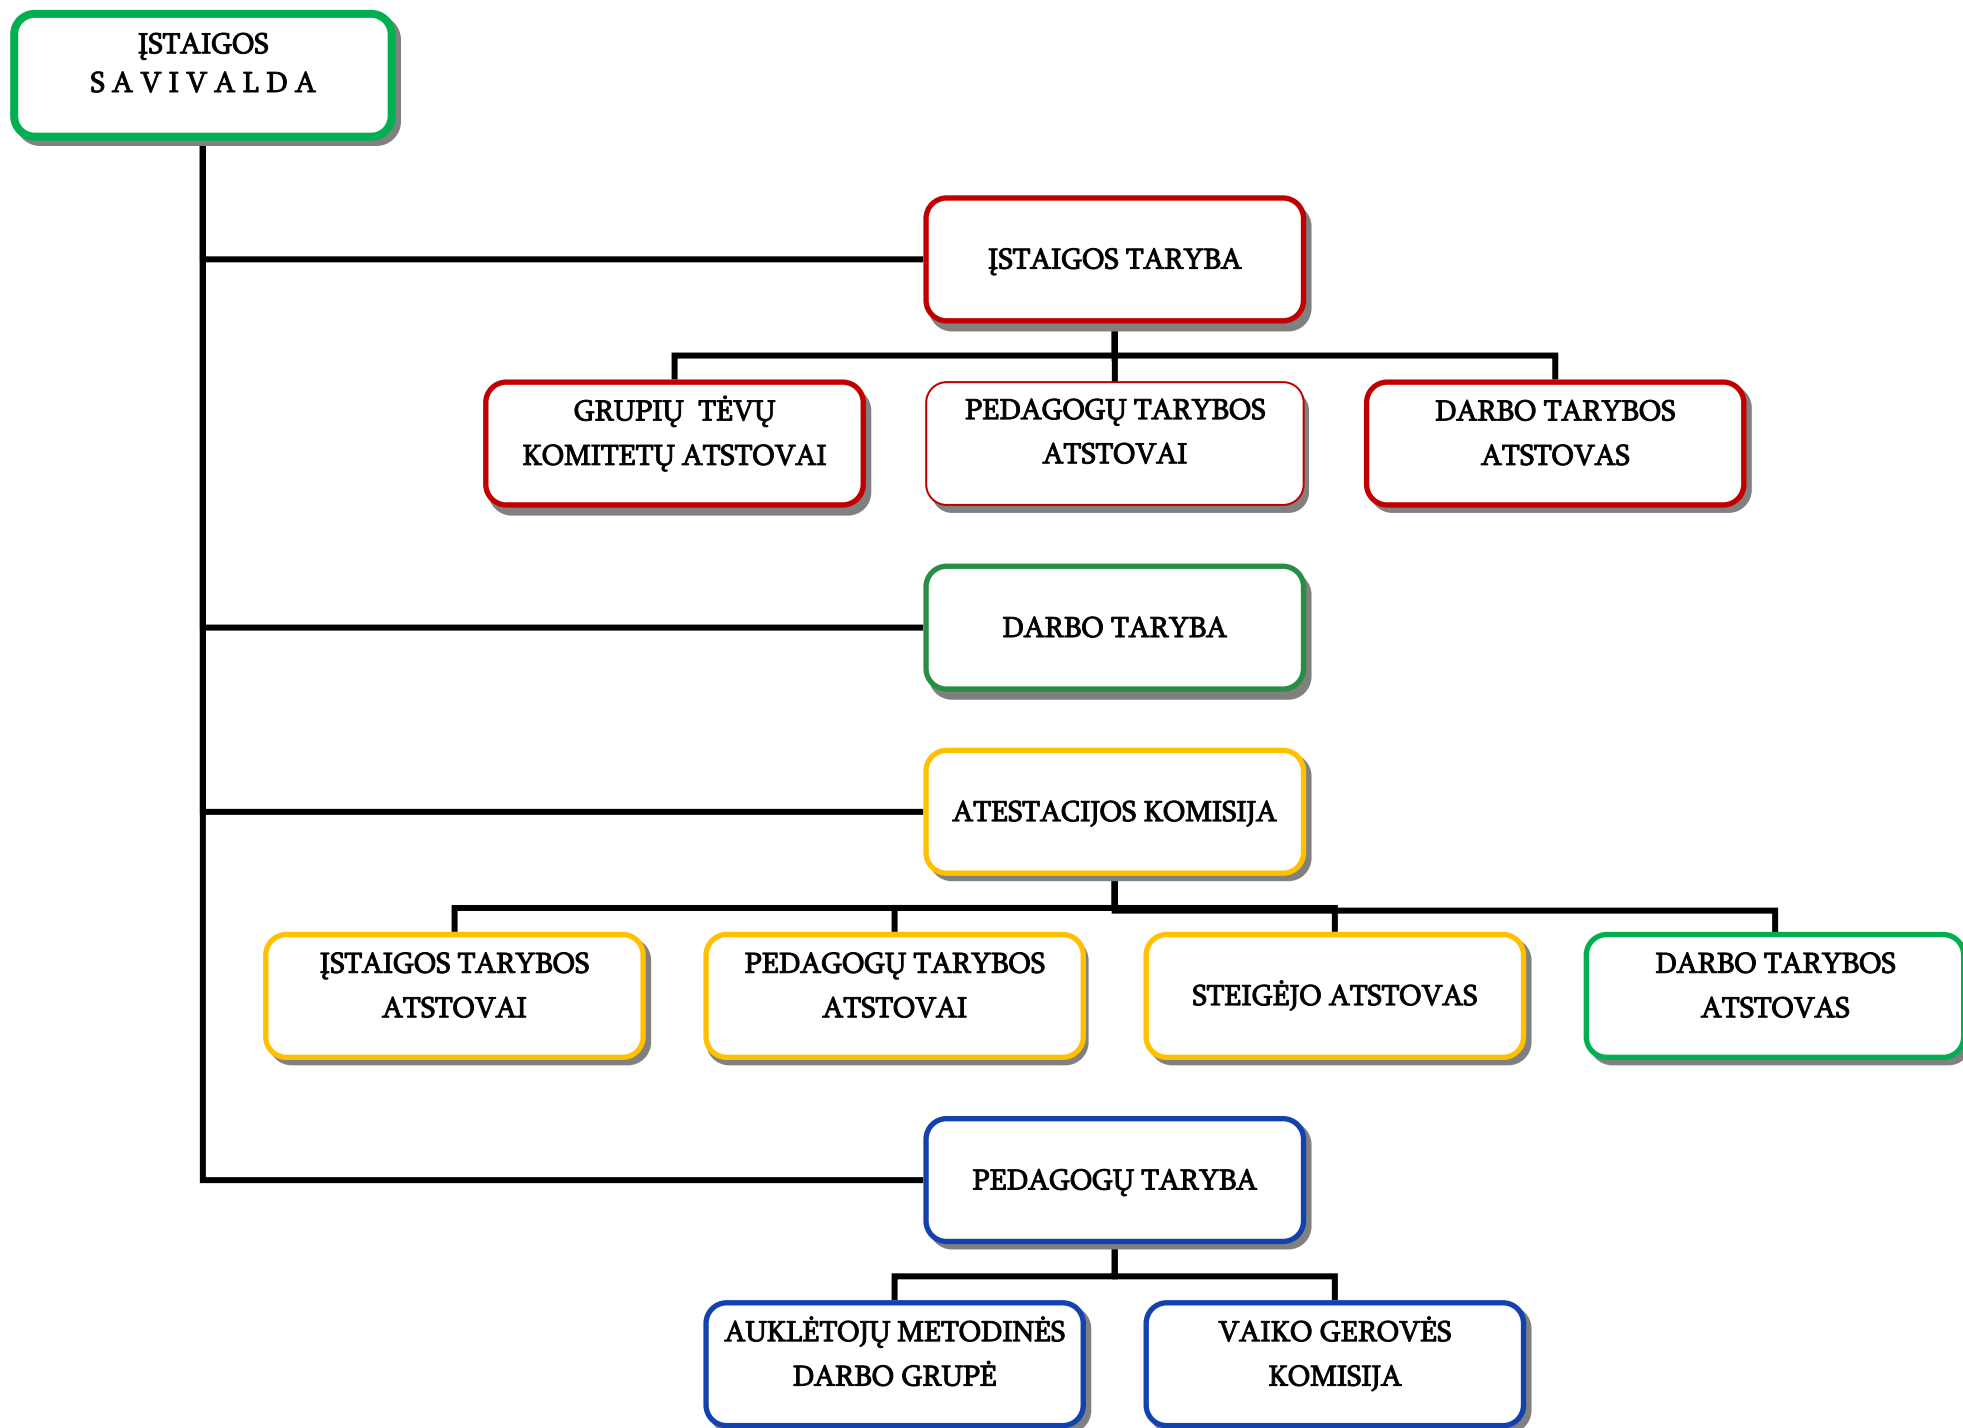 ĮSTAIGOS
S A V I V A L D A
ĮSTAIGOS TARYBA
GRUPIŲ TĖVŲ
KOMITETŲ ATSTOVAI
PEDAGOGŲ TARYBOS
ATSTOVAI
DARBO TARYBOS
ATSTOVAS
DARBO TARYBA
ATESTACIJOS KOMISIJA
ĮSTAIGOS TARYBOS
ATSTOVAI
PEDAGOGŲ TARYBOS
ATSTOVAI
STEIGĖJO ATSTOVAS
DARBO TARYBOS
ATSTOVAS
PEDAGOGŲ TARYBA
AUKLĖTOJŲ METODINĖS
DARBO GRUPĖ
VAIKO GEROVĖS
KOMISIJA